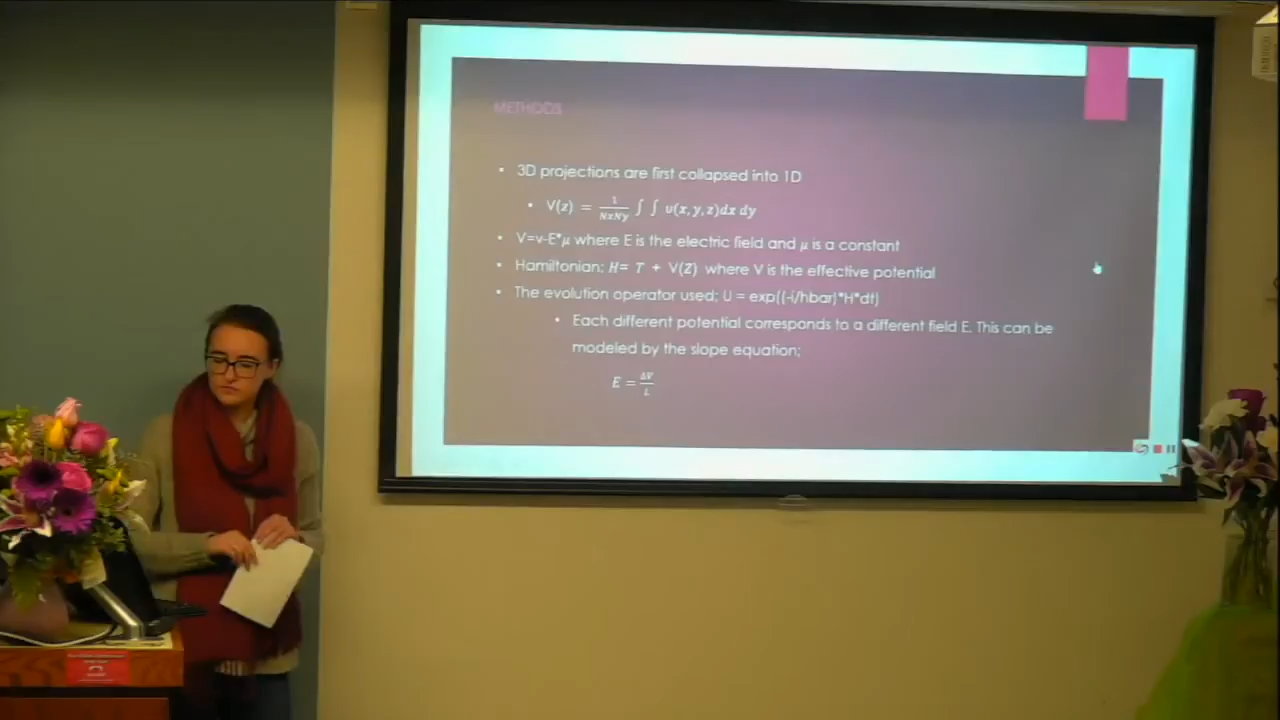 METHODS
• 3D projections are first collapsed into 1D
• V(z) = 1/NxNy ∫ ∫ υ(x, y, z)dx dy
• V=v-E*μ where E is the electric field and μ is a constant
• Hamiltonian: H= T + V(Z) where V is the effective potential
• The evolution operator used; U = exp((-i/hbar)*H*dt)
• Each different potential corresponds to a different field E. This can be
modeled by the slope equation;
E = ΔV/L